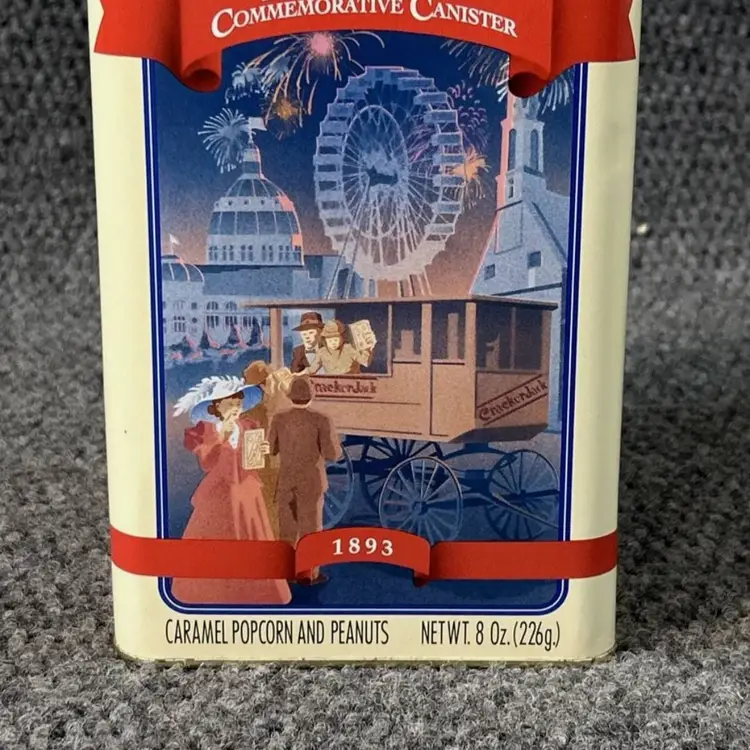 COMMEMORATIVE CANISTER
CrackerJack
CrackerJack
1893
CARAMEL POPCORN AND PEANUTS NET WT. 8 Oz. (226g.)